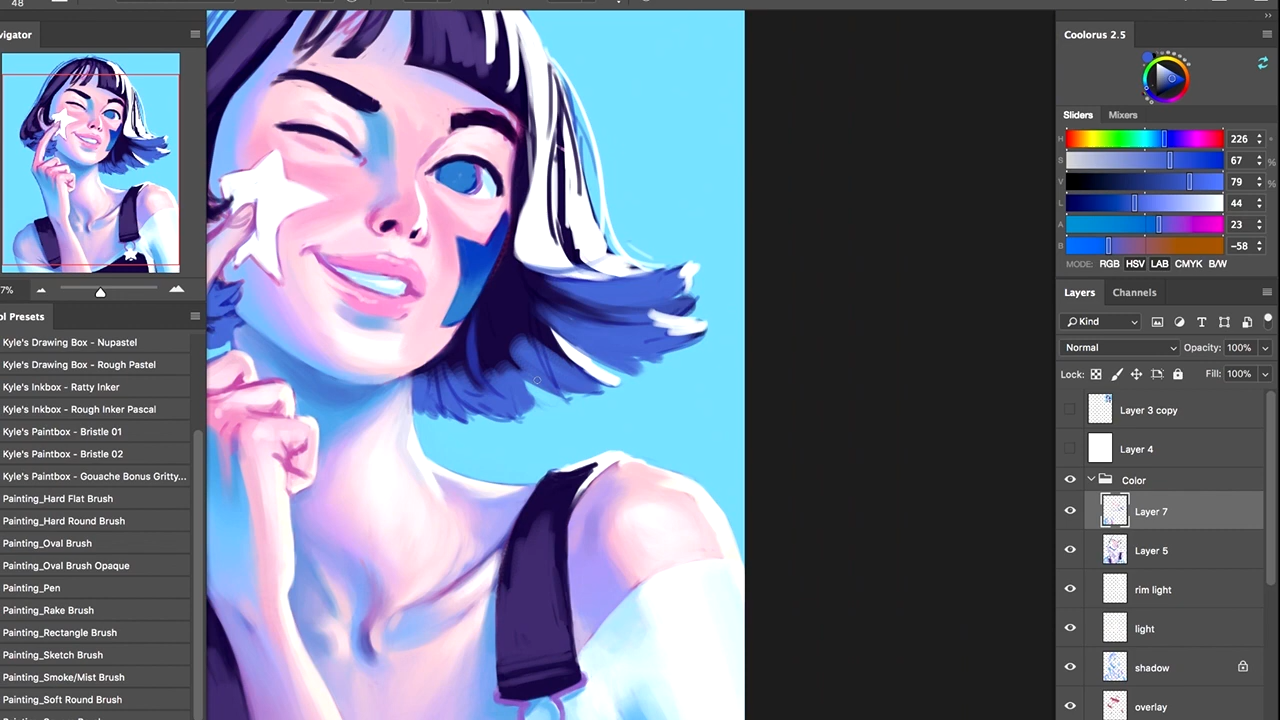 48
vigator
7%
ol Presets
Kyle's Drawing Box - Nupastel
Kyle's Drawing Box - Rough Pastel
Kyle's Inkbox - Ratty Inker
Kyle's Inkbox - Rough Inker Pascal
Kyle's Paintbox - Bristle 01
Kyle's Paintbox - Bristle 02
Kyle's Paintbox - Gouache Bonus Gritty...
Painting_Hard Flat Brush
Painting_Hard Round Brush
Painting_Oval Brush
Painting_Oval Brush Opaque
Painting_Pen
Painting_Rake Brush
Painting_Rectangle Brush
Painting_Sketch Brush
Painting_Smoke/Mist Brush
Painting_Soft Round Brush
Coolorus 2.5
Sliders Mixers
H 226 °
S 67 %
V 79 %
L 44
A 23
B -58
MODE: RGB HSV LAB CMYK B/W
Layers Channels
Kind
Normal Opacity: 100%
Lock: Fill: 100%
Layer 3 copy
Layer 4
Color
Layer 7
Layer 5
rim light
light
shadow
overlay